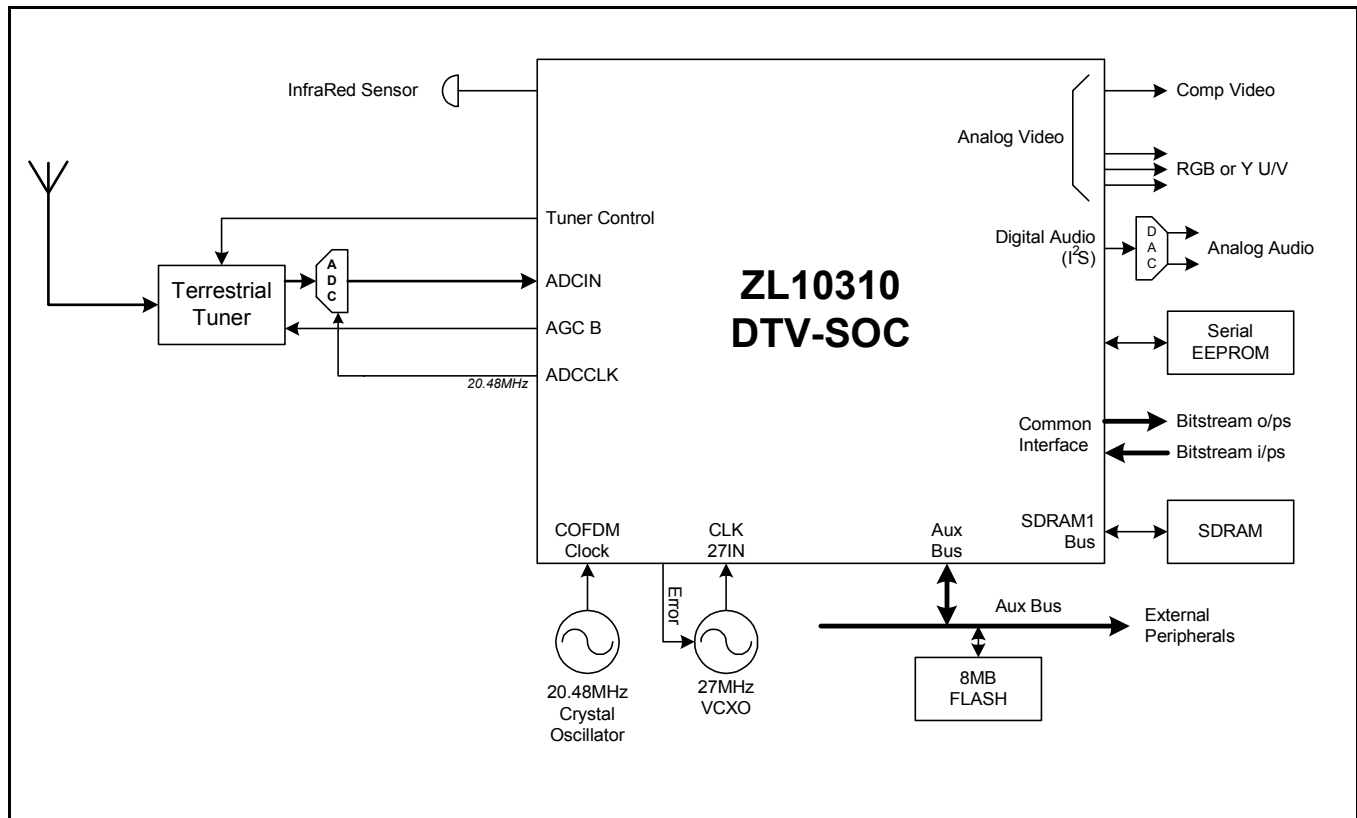 InfraRed Sensor
Comp Video
Analog Video
RGB or Y U/V
Tuner Control
Digital Audio
(I²S)
D
A
C
Analog Audio
A
D
C
ADCIN
Terrestrial
Tuner
ZL10310
DTV-SOC
AGC B
Serial
EEPROM
20.48MHz
ADCCLK
Common
Interface
Bitstream o/ps
Bitstream i/ps
COFDM
Clock
CLK
27IN
Aux
Bus
SDRAM1
Bus
SDRAM
Error
Aux Bus
External
Peripherals
20.48MHz
Crystal
Oscillator
27MHz
VCXO
8MB
FLASH